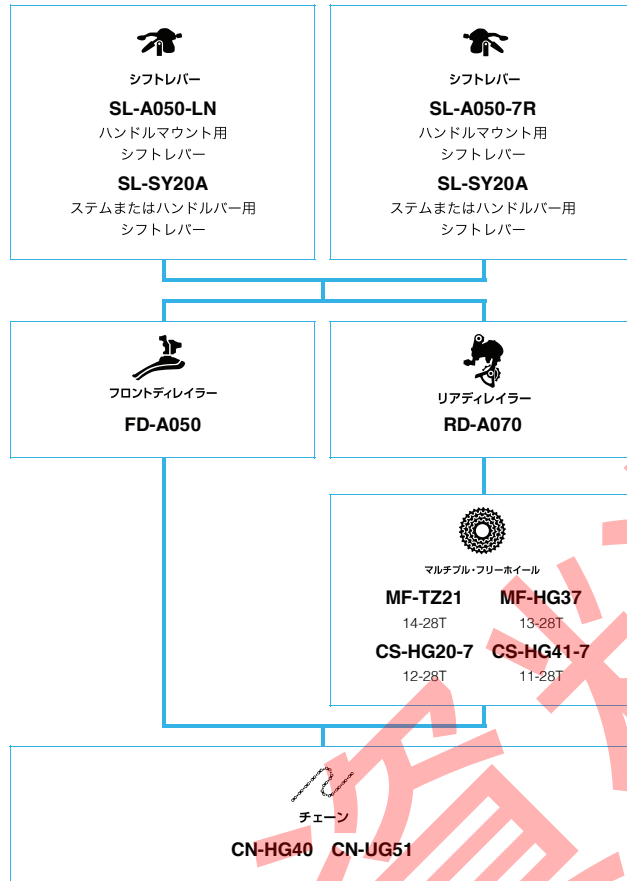 シフトレバー
SL-A050-LN
ハンドルマウント用
シフトレバー
SL-SY20A
ステムまたはハンドルバー用
シフトレバー
シフトレバー
SL-A050-7R
ハンドルマウント用
シフトレバー
SL-SY20A
ステムまたはハンドルバー用
シフトレバー
フロントディレイラー
FD-A050
リアディレイラー
RD-A070
マルチプル・フリーホイール
MF-TZ21 MF-HG37
14-28T 13-28T
CS-HG20-7 CS-HG41-7
12-28T 11-28T
チェーン
CN-HG40 CN-UG51